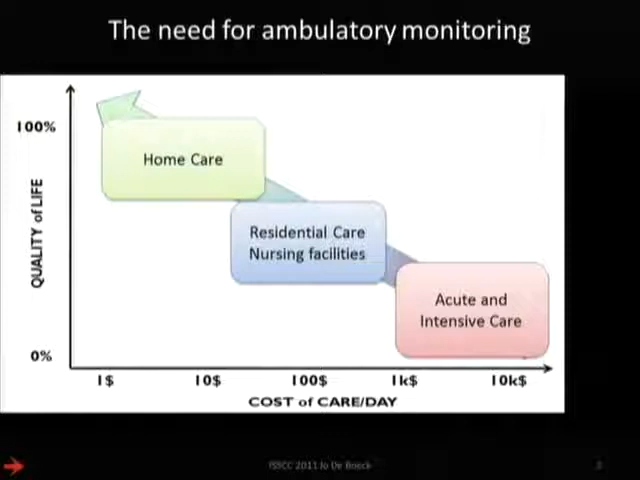 The need for ambulatory monitoring
100%
Home Care
QUALITY of LIFE
Residential Care
Nursing facilities
Acute and
Intensive Care
0%
1$ 10$ 100$ 1k$ 10k$
COST of CARE/DAY
ISSCC 2011 Jo De Boeck